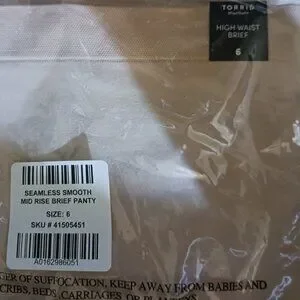 TORRID
HIGH WAIST
BRIEF
6
SEAMLESS SMOOTH
MID RISE BRIEF PANTY
SIZE: 6
SKU # 41505451
A0162986051
GER OF SUFFOCATION, KEEP AWAY FROM BABIES AND
CRIBS, BEDS, CARRIAGES, OR PLAYPENS